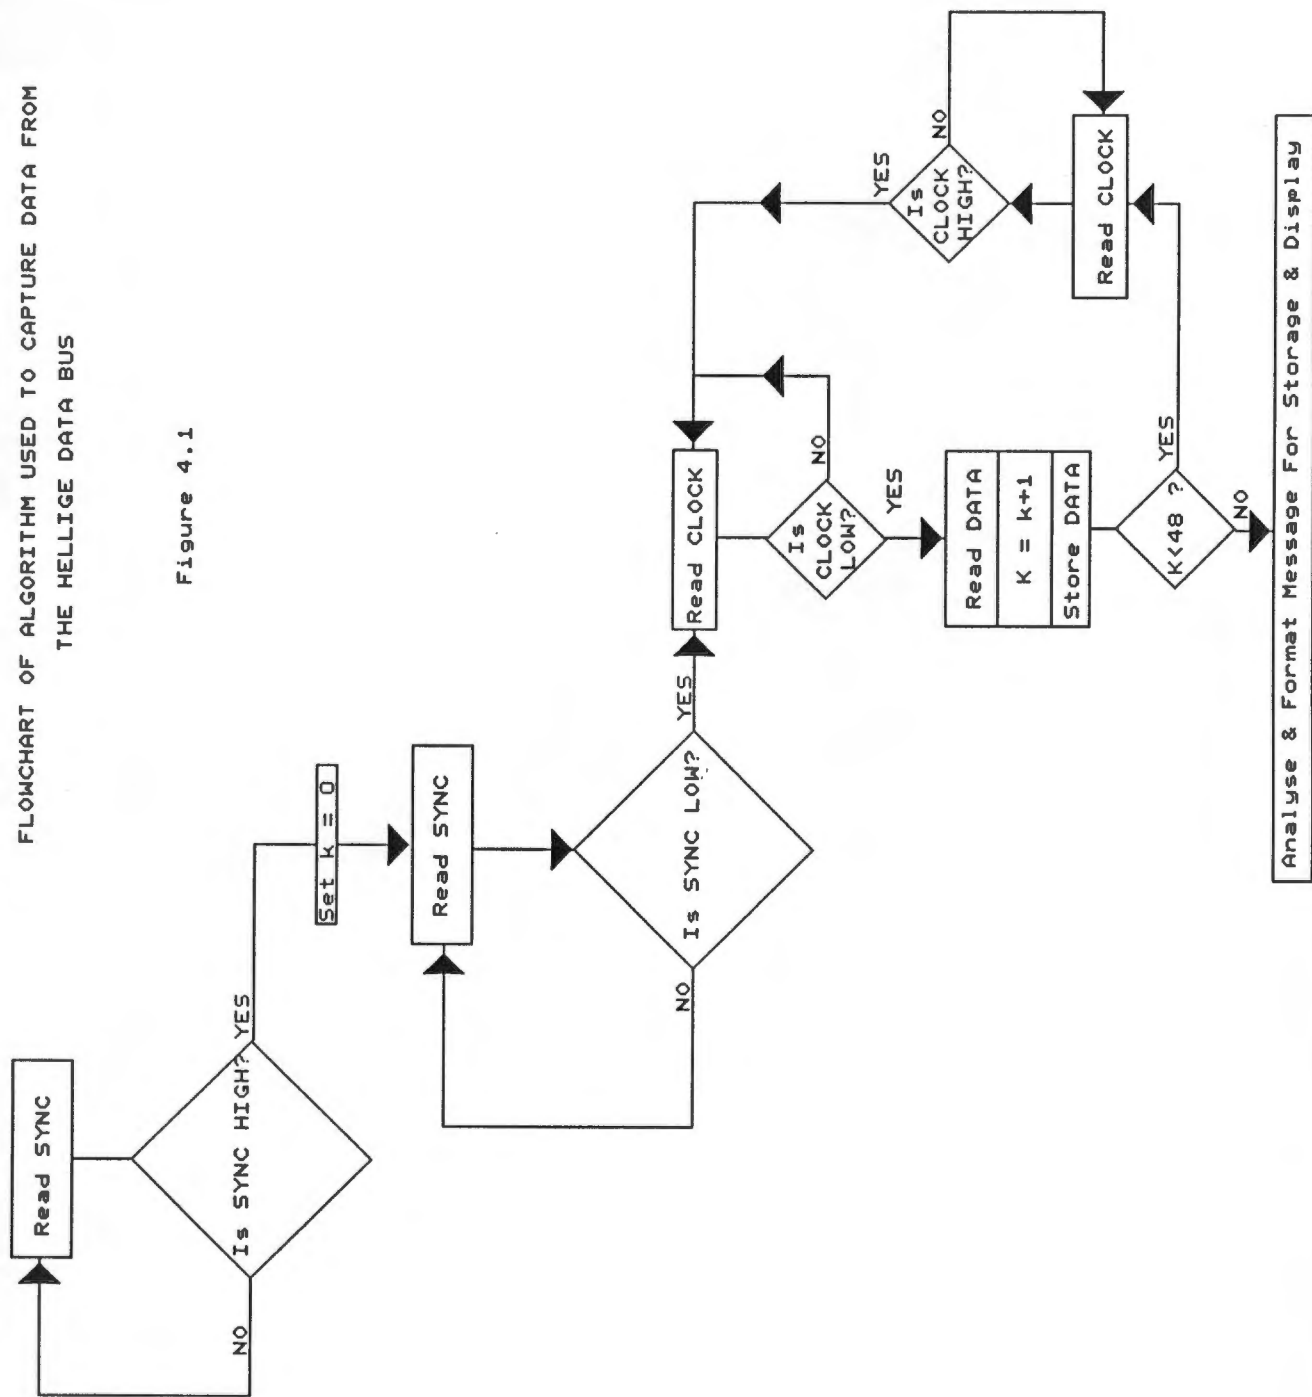 FLOWCHART OF ALGORITHM USED TO CAPTURE DATA FROM
THE HELLIGE DATA BUS
Figure 4.1
Read SYNC
Is SYNC HIGH?
YES
NO
Set k = 0
Read SYNC
Is SYNC LOW?
YES
NO
Read CLOCK
Is
CLOCK
LOW?
NO
YES
Read DATA
K = k+1
Store DATA
K<48 ?
YES
NO
Read CLOCK
Is
CLOCK
HIGH?
YES
NO
Analyse & Format Message For Storage & Display